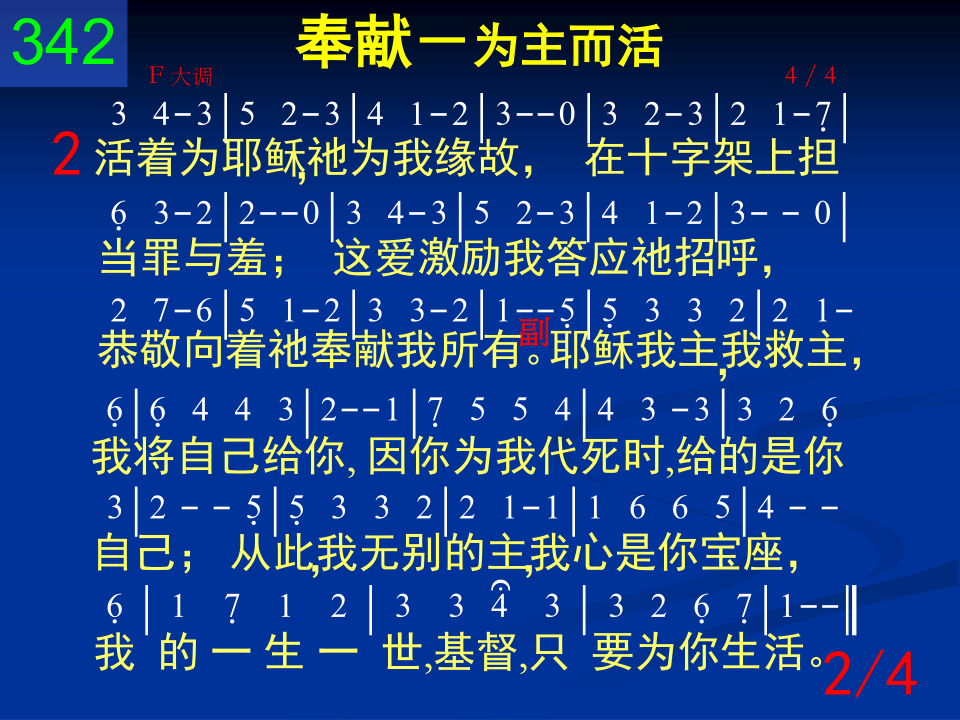 342
奉献－为主而活
F大调 4/4
3 4-3|5 2-3|4 1-2|3--0|3 2-3|2 1-7̣|
2 活着为耶稣,祂为我缘故， 在十字架上担
6̣ 3-2|2--0|3 4-3|5 2-3|4 1-2|3--0|
当罪与羞； 这爱激励我答应祂招呼，
2 7-6|5 1-2|3 3-2|1--5̣|5̣ 3 3 2|2 1-
恭敬向着祂奉献我所有。副 耶稣我主,我救主，
6̣|6̣ 4 4 3|2--1|7̣ 5 5 4|4 3-3|3 2 6̣
我将自己给你,因你为我代死时,给的是你
3|2--5̣|5̣ 3 3 2|2 1-1|1 6 6 5|4--
自己； 从此,我无别的主,我心是你宝座，
6̣|1 7̣ 1 2|3 3 4 3|3 2 6̣ 7̣|1--‖
我 的 一 生 一 世,基督,只 要为你生活。
2/4